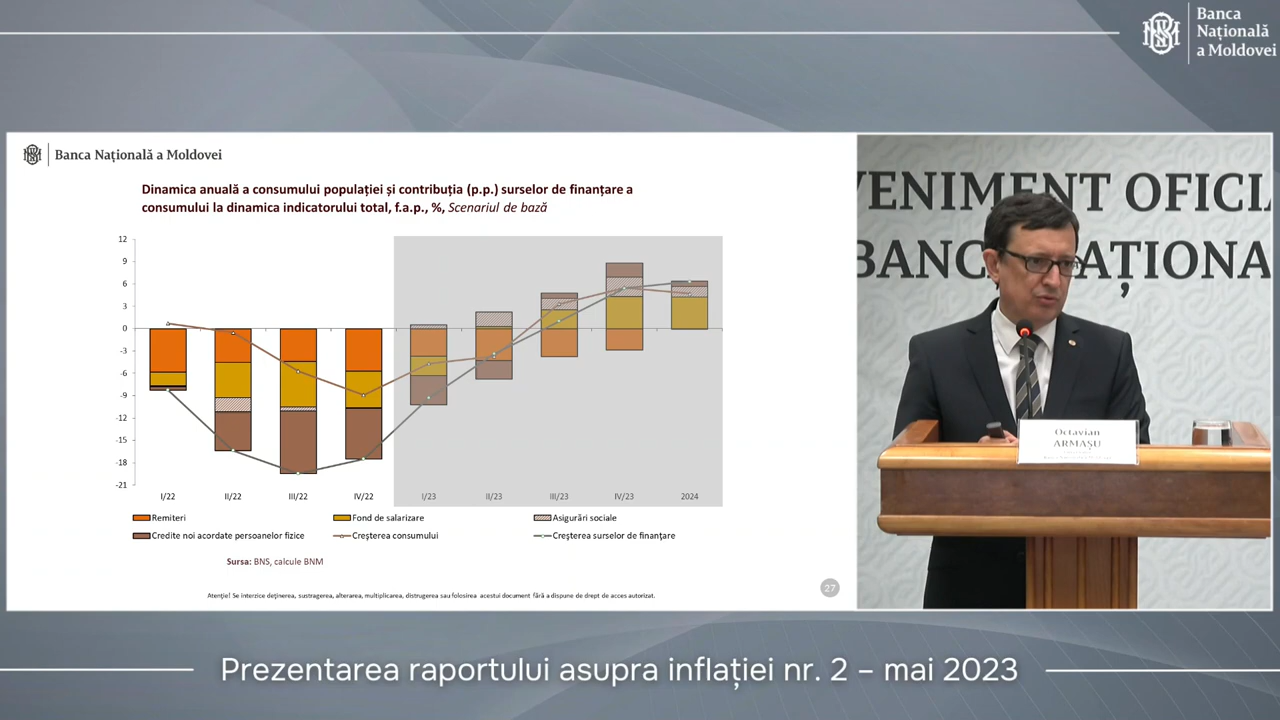 Banca
Națională
a Moldovei
Banca Națională a Moldovei
Dinamica anuală a consumului populației și contribuția (p.p.) surselor de finanțare a
consumului la dinamica indicatorului total, f.a.p., %, Scenariul de bază
12
9
6
3
0
-3
-6
-9
-12
-15
-18
-21
I/22
II/22
III/22
IV/22
I/23
II/23
III/23
IV/23
2024
Remiteri
Fond de salarizare
Asigurări sociale
Credite noi acordate persoanelor fizice
Creșterea consumului
Creșterea surselor de finanțare
Sursa: BNS, calcule BNM
27
Atenție! Se interzice deținerea, sustragerea, alterarea, multiplicarea, distrugerea sau folosirea acestui document fără a dispune de drept de acces autorizat.
VENIMENT OFICI
BANC AȚIONA
Octavian
ARMAȘU
Prezentarea raportului asupra inflației nr. 2 – mai 2023